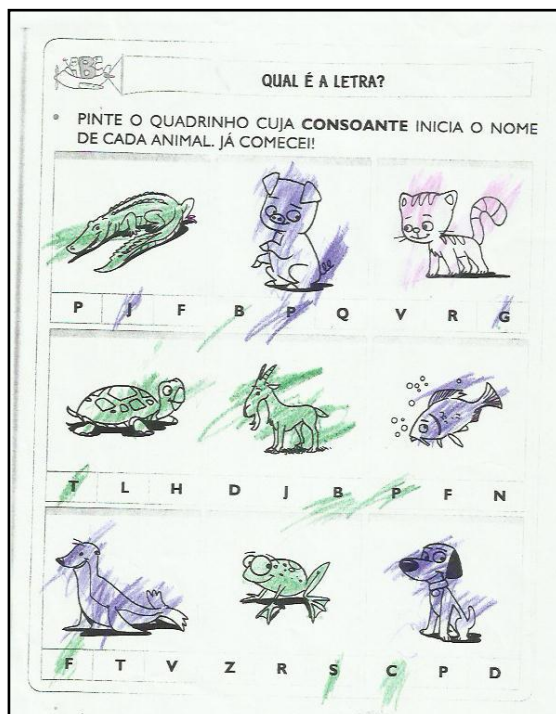 QUAL É A LETRA?
PINTE O QUADRINHO CUJA CONSOANTE INICIA O NOME
DE CADA ANIMAL. JÁ COMECEI!
P J F B P Q V R G
T L H D J B P F N
F T V Z R S C P D